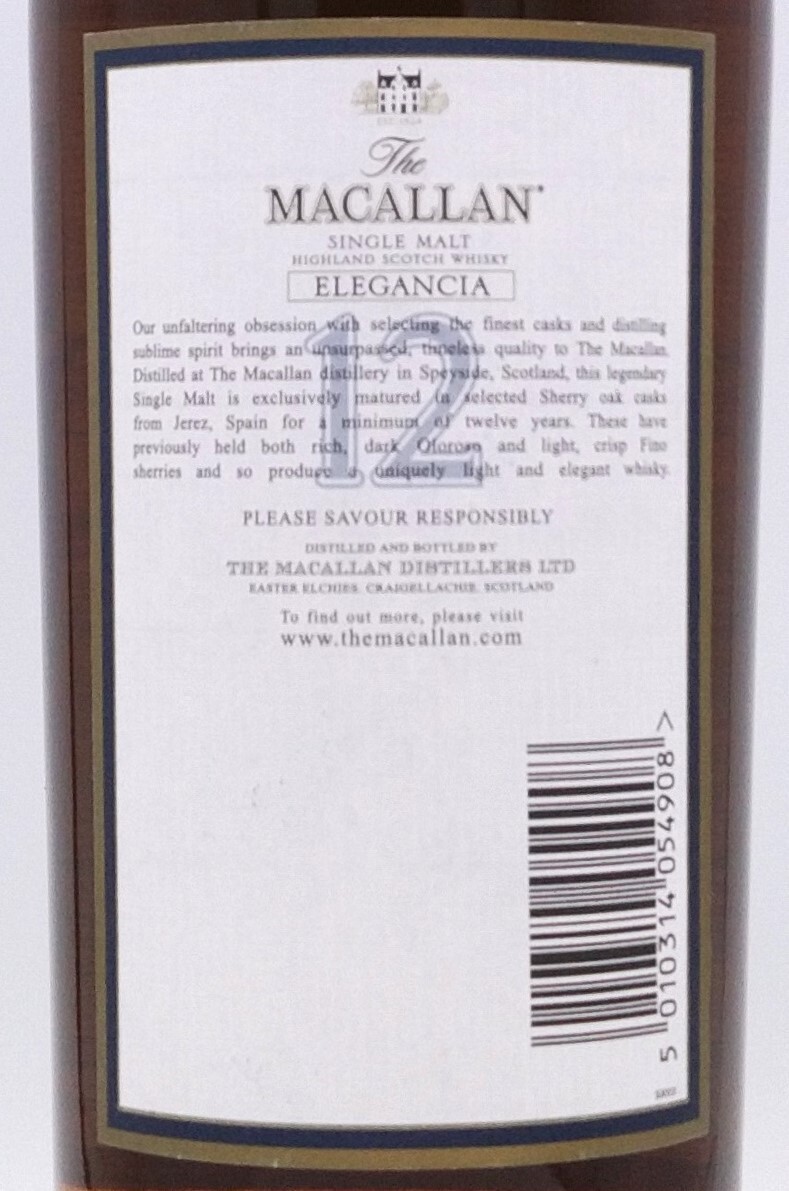 The
MACALLAN
SINGLE MALT
HIGHLAND SCOTCH WHISKY
ELEGANCIA
12
Our unfaltering obsession with selecting the finest casks and distilling
sublime spirit brings an unsurpassed, timeless quality to The Macallan.
Distilled at The Macallan distillery in Speyside, Scotland, this legendary
Single Malt is exclusively matured in selected Sherry oak casks
from Jerez, Spain for a minimum of twelve years. These have
previously held both rich, dark Oloroso and light, crisp Fino
sherries and so produce a uniquely light and elegant whisky.
PLEASE SAVOUR RESPONSIBLY
DISTILLED AND BOTTLED BY
THE MACALLAN DISTILLERS LTD
EASTER ELCHIES, CRAIGELLACHIE, SCOTLAND
To find out more, please visit
www.themacallan.com
5 010314 054908 >